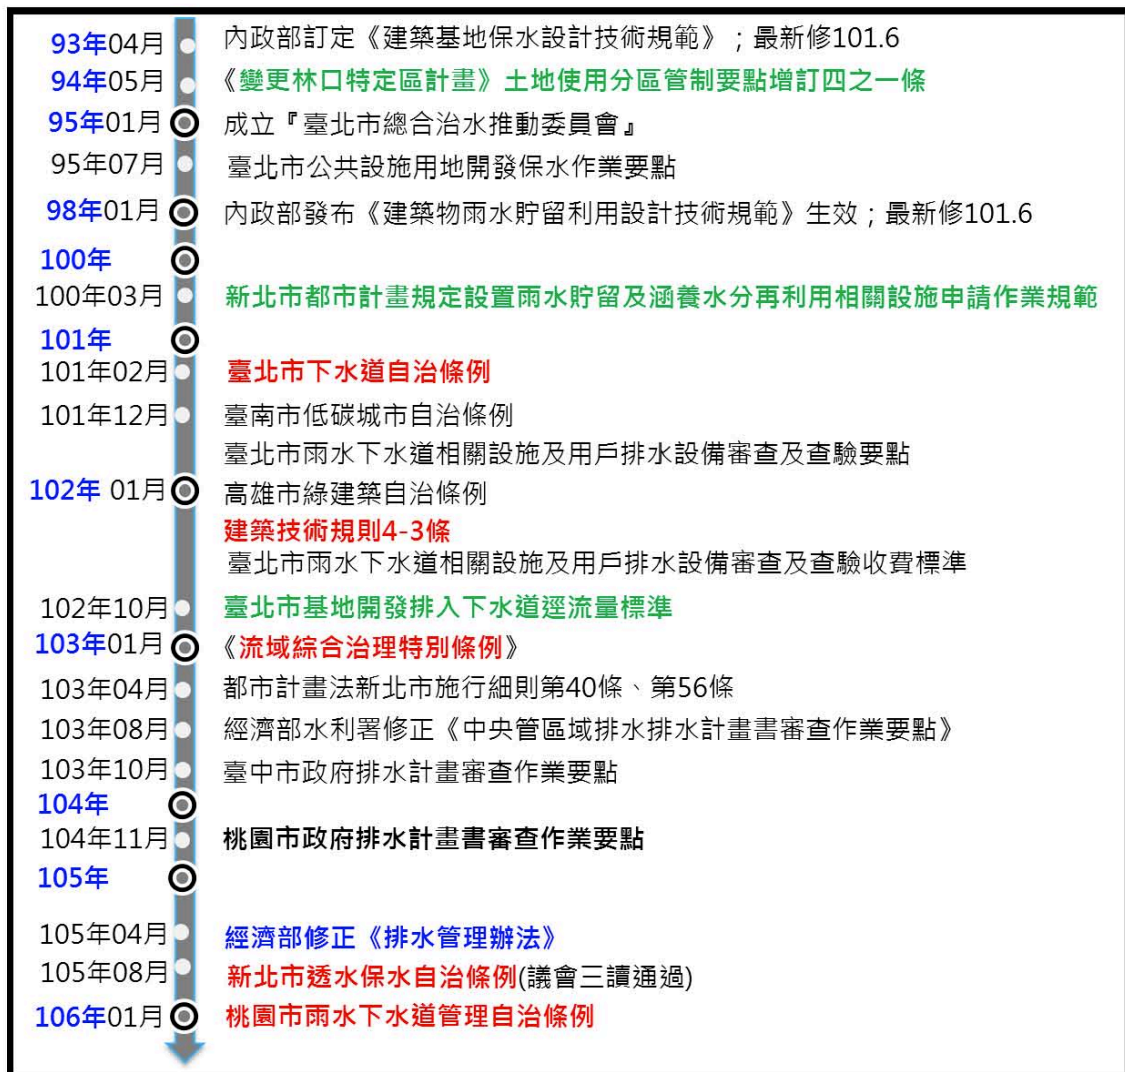 93年04月 內政部訂定《建築基地保水設計技術規範》;最新修101.6
94年05月 《變更林口特定區計畫》土地使用分區管制要點增訂四之一條
95年01月 成立『臺北市總合治水推動委員會』
95年07月 臺北市公共設施用地開發保水作業要點
98年01月 內政部發布《建築物雨水貯留利用設計技術規範》生效;最新修101.6
100年
100年03月 新北市都市計畫規定設置雨水貯留及涵養水分再利用相關設施申請作業規範
101年
101年02月 臺北市下水道自治條例
101年12月 臺南市低碳城市自治條例
臺北市雨水下水道相關設施及用戶排水設備審查及查驗要點
102年 01月 高雄市綠建築自治條例
建築技術規則4-3條
臺北市雨水下水道相關設施及用戶排水設備審查及查驗收費標準
102年10月 臺北市基地開發排入下水道逕流量標準
103年01月 《流域綜合治理特別條例》
103年04月 都市計畫法新北市施行細則第40條、第56條
103年08月 經濟部水利署修正《中央管區域排水排水計畫書審查作業要點》
103年10月 臺中市政府排水計畫審查作業要點
104年
104年11月 桃園市政府排水計畫書審查作業要點
105年
105年04月 經濟部修正《排水管理辦法》
105年08月 新北市透水保水自治條例(議會三讀通過)
106年01月 桃園市雨水下水道管理自治條例